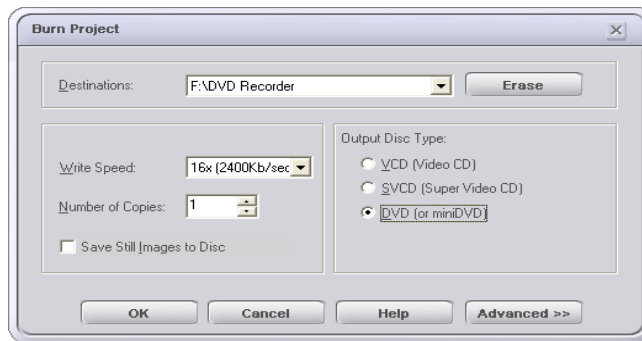 Burn Project
Destinations: F:\DVD Recorder Erase
Output Disc Type:
Write Speed: 16x (2400Kb/sec
VCD (Video CD)
SVCD (Super Video CD)
Number of Copies: 1
DVD (or miniDVD)
Save Still Images to Disc
OK Cancel Help Advanced >>